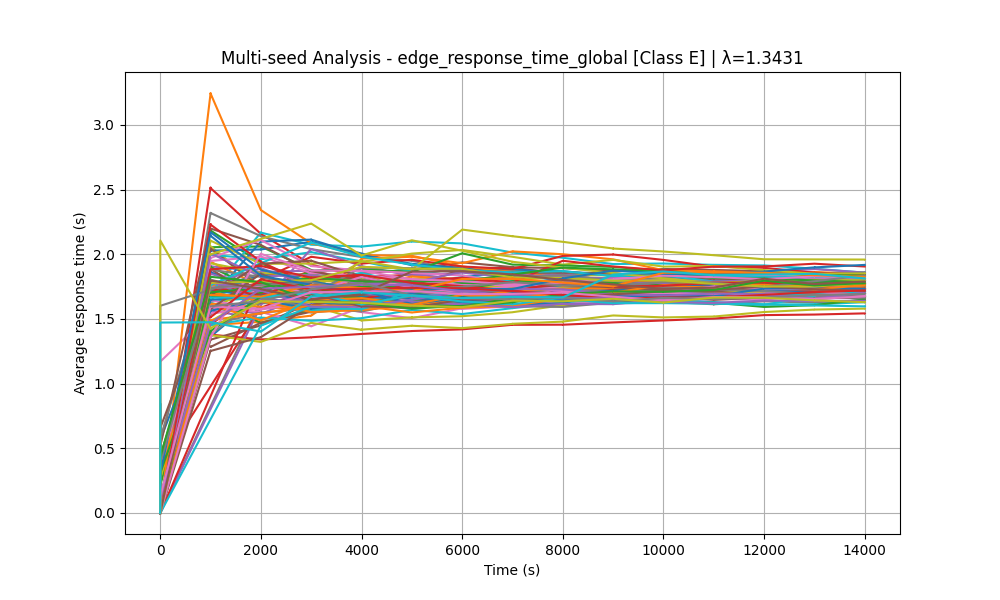 Multi-seed Analysis - edge_response_time_global [Class E] | λ=1.3431
Average response time (s)
3.0
2.5
2.0
1.5
1.0
0.5
0.0
0 2000 4000 6000 8000 10000 12000 14000
Time (s)